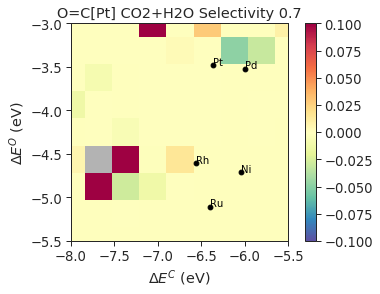 O=C[Pt] CO2+H2O Selectivity 0.7
−3.0
−3.5
−4.0
−4.5
−5.0
−5.5
ΔE^O (eV)
Pt
Pd
Rh
Ni
Ru
−8.0 −7.5 −7.0 −6.5 −6.0 −5.5
ΔE^C (eV)
0.100
0.075
0.050
0.025
0.000
−0.025
−0.050
−0.075
−0.100